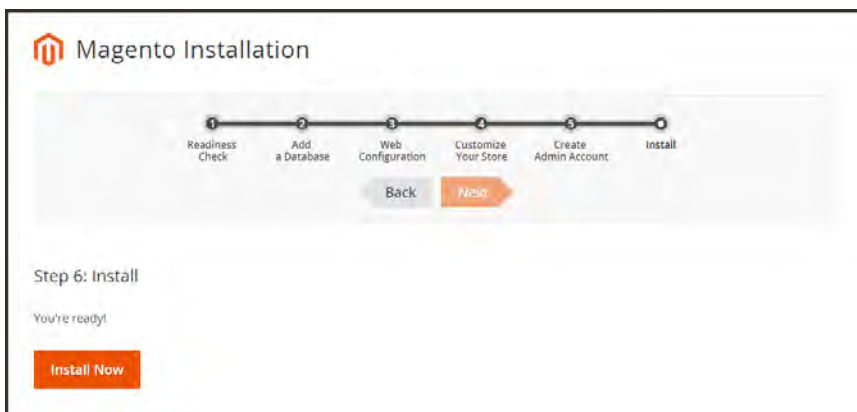 Magento Installation
1 2 3 4 5
Readiness Check
Add a Database
Web Configuration
Customize Your Store
Create Admin Account
Install
Back Next
Step 6: Install
You're ready!
Install Now